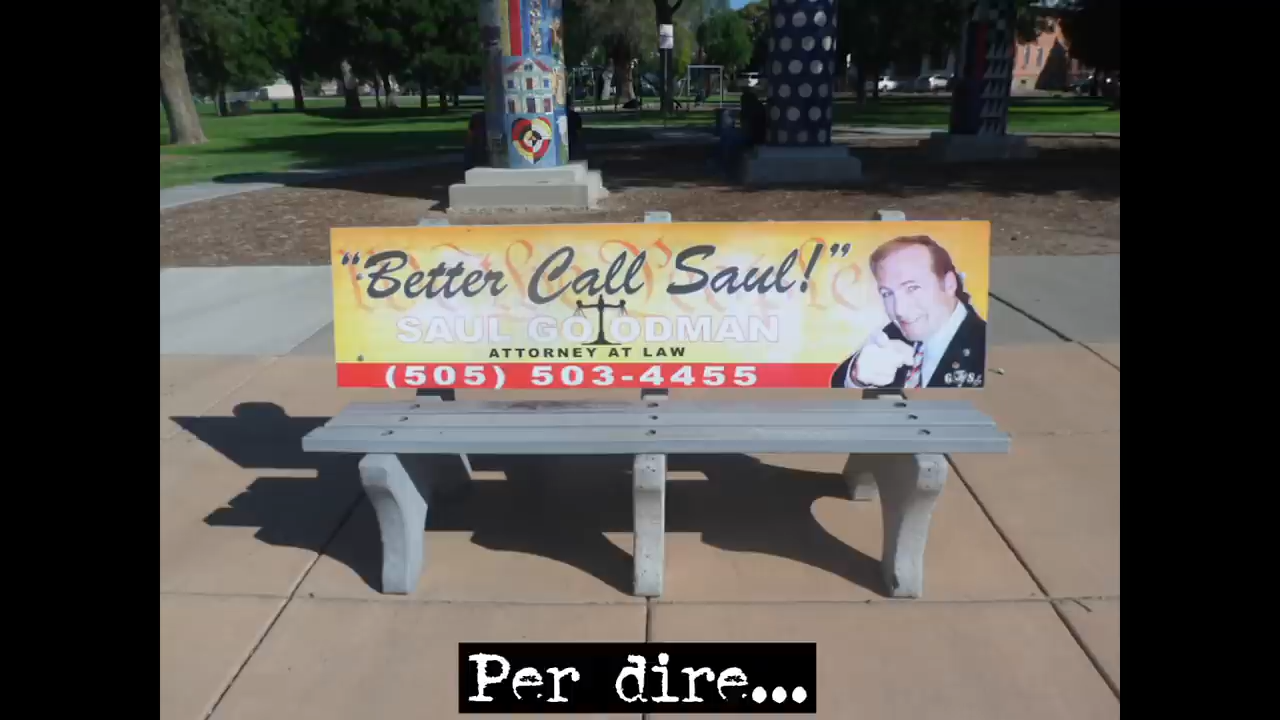 “Better Call Saul!”
SAUL GOODMAN
ATTORNEY AT LAW
(505) 503-4455
Per dire...